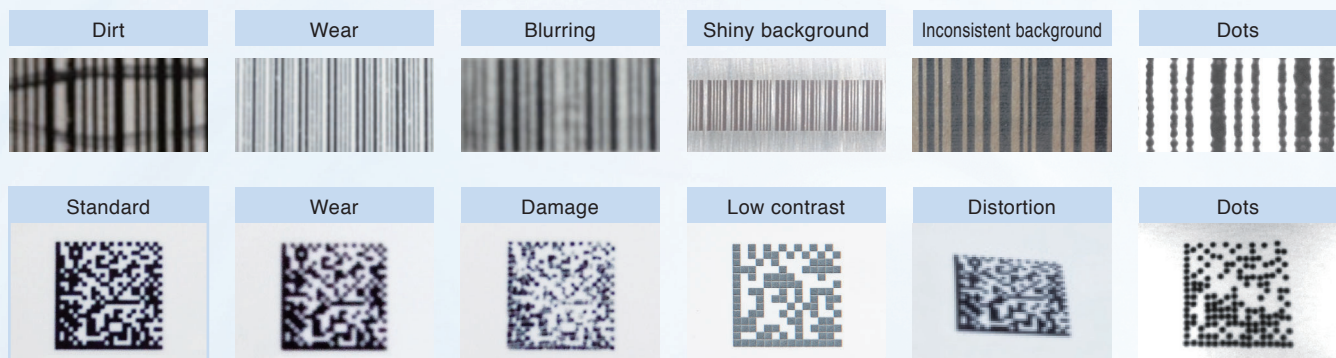 Dirt
Wear
Blurring
Shiny background
Inconsistent background
Dots
Standard
Wear
Damage
Low contrast
Distortion
Dots